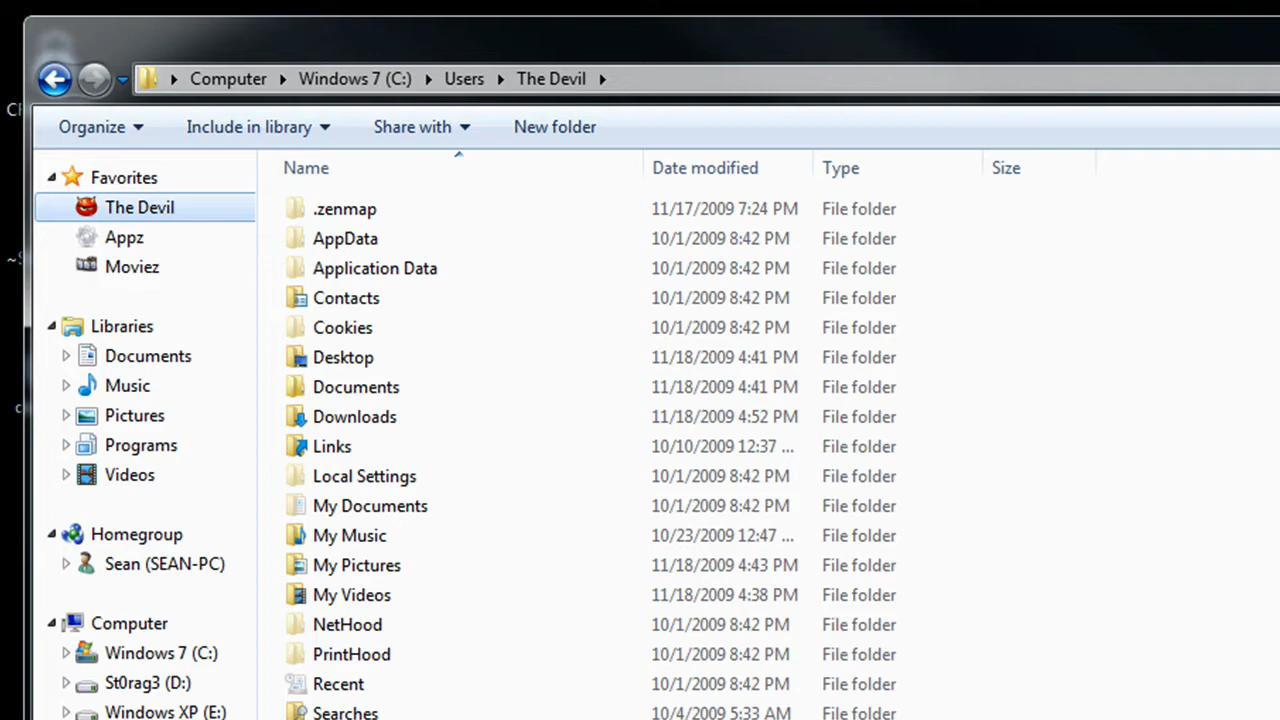 Computer Windows 7 (C:) Users The Devil
Organize Include in library Share with New folder
Name Date modified Type Size
Favorites
The Devil
Appz
Moviez
Libraries
Documents
Music
Pictures
Programs
Videos
Homegroup
Sean (SEAN-PC)
Computer
Windows 7 (C:)
St0rag3 (D:)
Windows XP (E:)
.zenmap 11/17/2009 7:24 PM File folder
AppData 10/1/2009 8:42 PM File folder
Application Data 10/1/2009 8:42 PM File folder
Contacts 10/1/2009 8:42 PM File folder
Cookies 10/1/2009 8:42 PM File folder
Desktop 11/18/2009 4:41 PM File folder
Documents 11/18/2009 4:41 PM File folder
Downloads 11/18/2009 4:52 PM File folder
Links 10/10/2009 12:37 ... File folder
Local Settings 10/1/2009 8:42 PM File folder
My Documents 10/1/2009 8:42 PM File folder
My Music 10/23/2009 12:47 ... File folder
My Pictures 11/18/2009 4:43 PM File folder
My Videos 11/18/2009 4:38 PM File folder
NetHood 10/1/2009 8:42 PM File folder
PrintHood 10/1/2009 8:42 PM File folder
Recent 10/1/2009 8:42 PM File folder
Searches 10/4/2009 5:33 AM File folder